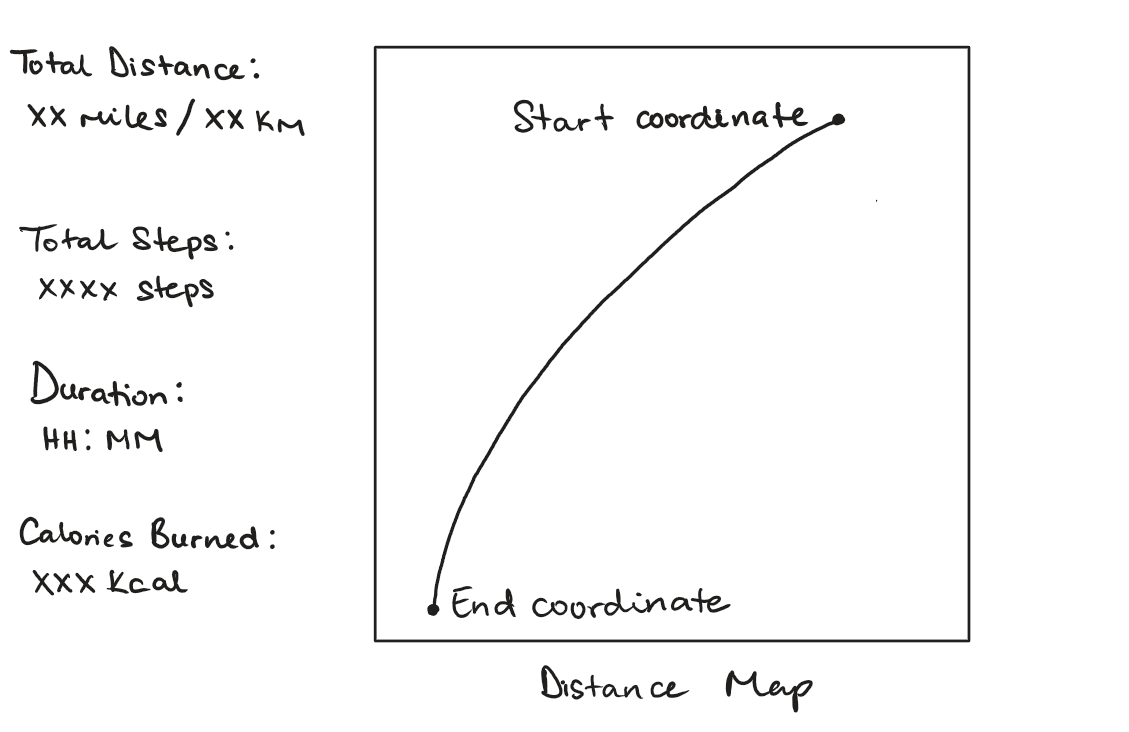 Total Distance:
XX miles / XX KM
Total Steps:
XXXX steps
Duration:
HH: MM
Calories Burned:
XXX Kcal
Start coordinate
End coordinate
Distance Map